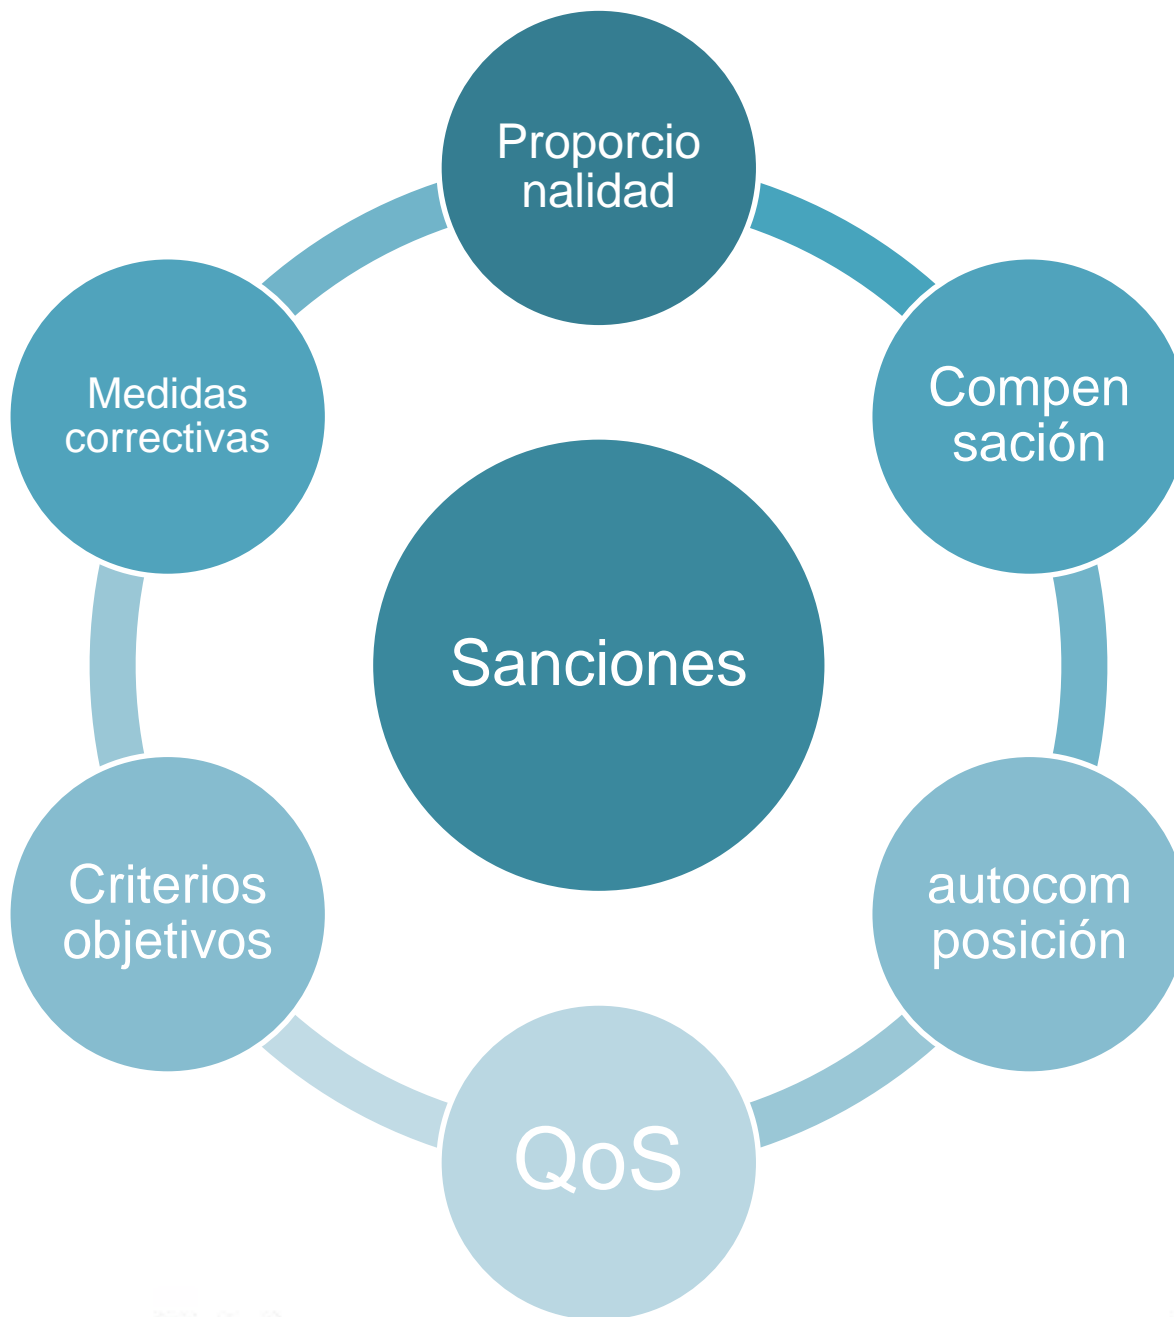 Proporcio
nalidad
Compen
sación
autocom
posición
QoS
Criterios
objetivos
Medidas
correctivas
Sanciones